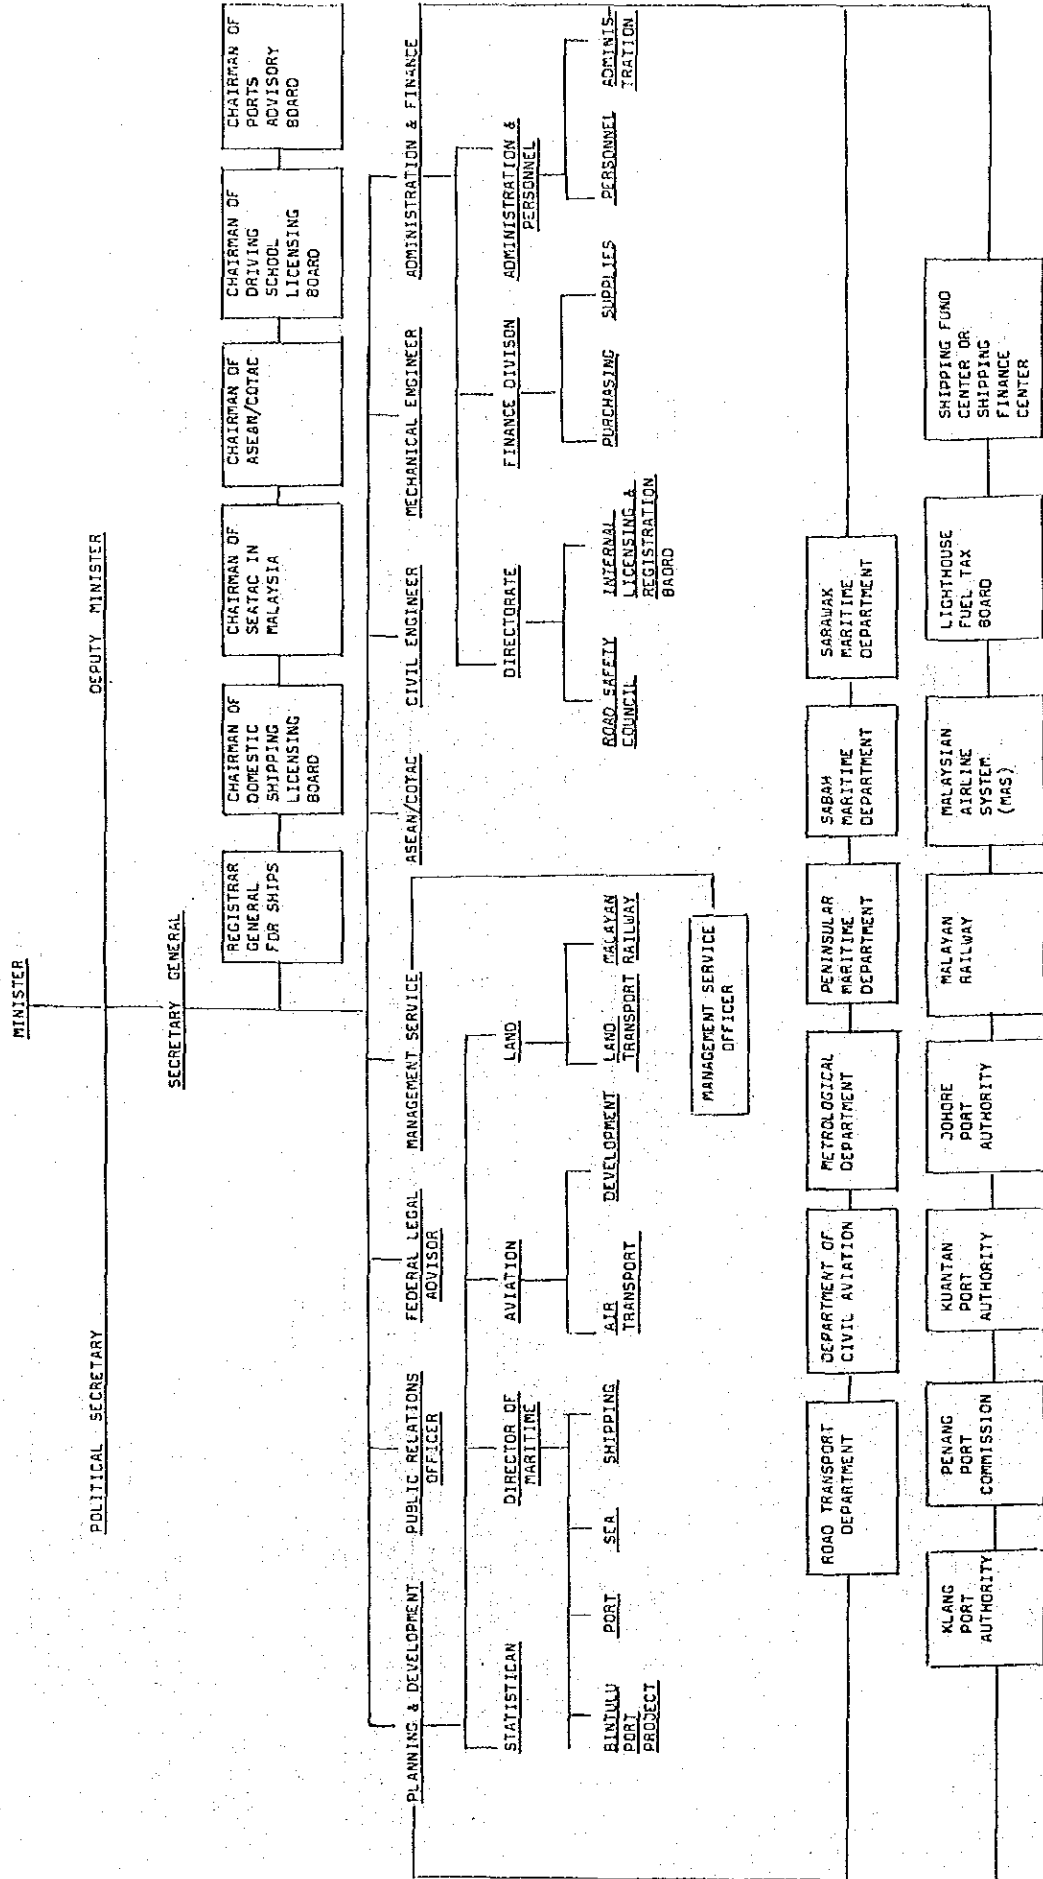 MINISTER
POLITICAL SECRETARY
DEPUTY MINISTER
SECRETARY GENERAL
REGISTRAR
GENERAL
FOR SHIPS
CHAIRMAN OF
DOMESTIC
SHIPPING
LICENSING
BOARD
CHAIRMAN OF
SEATAC IN
MALAYSIA
CHAIRMAN OF
ASEBN/COTAC
CHAIRMAN OF
DRIVING
SCHOOL
LICENSING
BOARD
CHAIRMAN OF
PORTS
ADVISORY
BOARD
PLANNING & DEVELOPMENT
PUBLIC RELATIONS
OFFICER
FEDERAL LEGAL
ADVISOR
MANAGEMENT SERVICE
ASEAN/COTAC
CIVIL ENGINEER
MECHANICAL ENGINEER
ADMINISTRATION & FINANCE
STATISTICAN
DIRECTOR OF
MARITIME
AVIATION
LAND
DIRECTORATE
FINANCE DIVISON
ADMINISTRATION &
PERSONNEL
BINTULU
PORT
PROJECT
PORT
SEA
SHIPPING
AIR
TRANSPORT
DEVELOPMENT
LAND
TRANSPORT
MALAYAN
RAILWAY
ROAD SAFETY
COUNCIL
INTERNAL
LICENSING &
REGISTRATION
BAORD
PURCHASING
SUPPLIES
PERSONNEL
ADMINIS-
TRATION
MANAGEMENT SERVICE
OFFICER
ROAD TRANSPORT
DEPARTMENT
DEPARTMENT OF
CIVIL AVIATION
METROLOGICAL
DEPARTMENT
PENINSULAR
MARITIME
DEPARTMENT
SABAH
MARITIME
DEPARTMENT
SARAWAK
MARITIME
DEPARTMENT
KLANG
PORT
AUTHORITY
PENANG
PORT
COMMISSION
KUANTAN
PORT
AUTHORITY
JOHORE
PORT
AUTHORITY
MALAYAN
RAILWAY
MALAYSIAN
AIRLINE
SYSTEM
(MAS)
LIGHTHOUSE
FUEL TAX
BOARD
SHIPPING FUND
CENTER OR
SHIPPING
FINANCE
CENTER